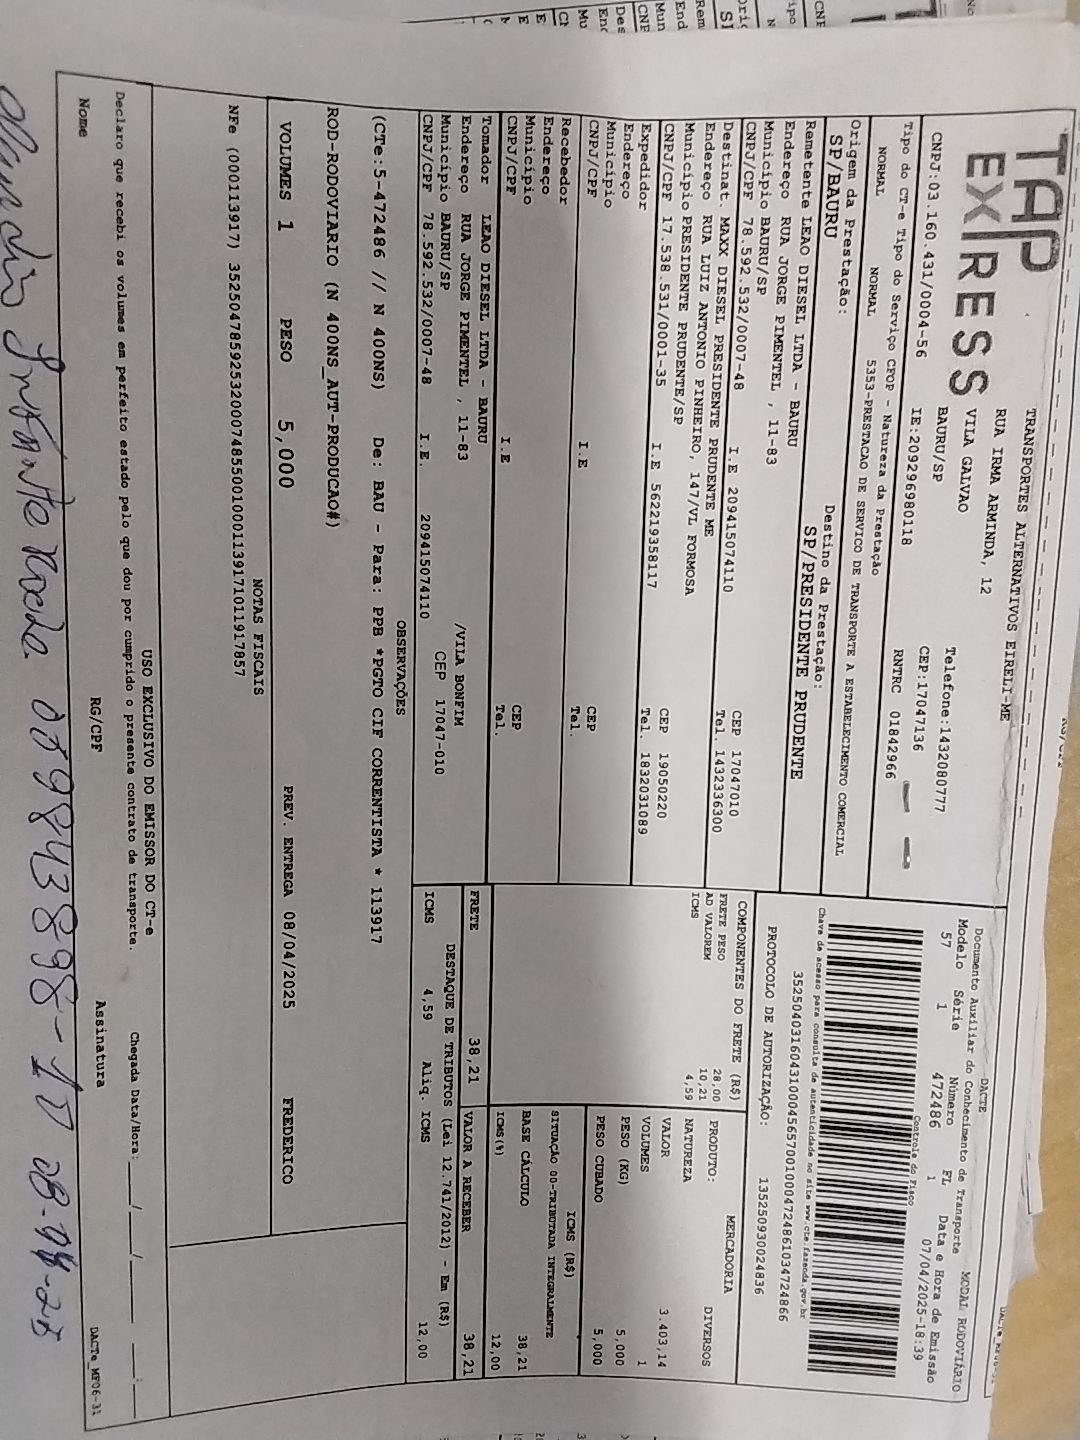 TAP
EXPRESS
TRANSPORTES ALTERNATIVOS EIRELI-ME
RUA IRMA ARMINDA, 12
VILA GALVAO
BAURU/SP
Telefone:1432080777
CEP:17047136
CNPJ:03.160.431/0004-56
IE:209296980118
RNTRC 01842966
Tipo do CT-e Tipo do Serviço CFOP - Natureza da Prestação
NORMAL NORMAL 5353-PRESTACAO DE SERVICO DE TRANSPORTE A ESTABELECIMENTO COMERCIAL
Origem da Prestação: Destino da Prestação:
SP/BAURU SP/PRESIDENTE PRUDENTE
DACTE
Documento Auxiliar do Conhecimento de Transporte MODAL RODOVIÁRIO
Modelo Série Número FL Data e Hora de Emissão
57 1 472486 1 07/04/2025-18:39
Controle do Fisco
Chave de acesso para consulta de autenticidade no site www.cte.fazenda.gov.br
35250403160431000456570010004724861034724866
PROTOCOLO DE AUTORIZAÇÃO: 135250930024836
Remetente LEAO DIESEL LTDA - BAURU
Endereço RUA JORGE PIMENTEL , 11-83
Município BAURU/SP CEP 17047010
CNPJ/CPF 78.592.532/0007-48 I.E 209415074110 Tel. 1432336300
Destinat. MAXX DIESEL PRESIDENTE PRUDENTE ME
Endereço RUA LUIZ ANTONIO PINHEIRO, 147/VL FORMOSA
Município PRESIDENTE PRUDENTE/SP CEP 19050220
CNPJ/CPF 17.538.531/0001-35 I.E 562219358117 Tel. 1832031089
Expedidor
Endereço
Município CEP
CNPJ/CPF I.E Tel.
Recebedor
Endereço
Município CEP
CNPJ/CPF I.E Tel.
Tomador LEAO DIESEL LTDA - BAURU
Endereço RUA JORGE PIMENTEL , 11-83 /VILA BONFIM
Município BAURU/SP CEP 17047-010
CNPJ/CPF 78.592.532/0007-48 I.E. 209415074110
COMPONENTES DO FRETE (R$)
FRETE PESO 28,00
AD VALOREM 10,21
ICMS 4,59
PRODUTO: MERCADORIA
NATUREZA DIVERSOS
VALOR 3.403,14
VOLUMES 1
PESO (KG) 5,000
PESO CUBADO 5,000
ICMS (R$)
SITUAÇÃO 00-TRIBUTADA INTEGRALMENTE
BASE CÁLCULO 38,21
ICMS(%) 12,00
FRETE 38,21 VALOR A RECEBER 38,21
DESTAQUE DE TRIBUTOS (Lei 12.741/2012) - Em (R$)
ICMS 4,59 Aliq. ICMS 12,00
OBSERVAÇÕES
(CTe::5-472486 // N 400NS) De: BAU - Para: PPB *PGTO CIF CORRENTISTA * 113917
ROD-RODOVIARIO (N 400NS_AUT-PRODUCAO#)
VOLUMES 1 PESO 5,000 PREV. ENTREGA 08/04/2025 FREDERICO
NOTAS FISCAIS
NFe (000113917) 35250478592532000748550010001139171011917857
USO EXCLUSIVO DO EMISSOR DO CT-e
Declaro que recebi os volumes em perfeito estado pelo que dou por cumprido o presente contrato de transporte. Chegada Data/Hora: ____/____/____ ____:____
Nome RG/CPF Assinatura DACTe_MF06-31